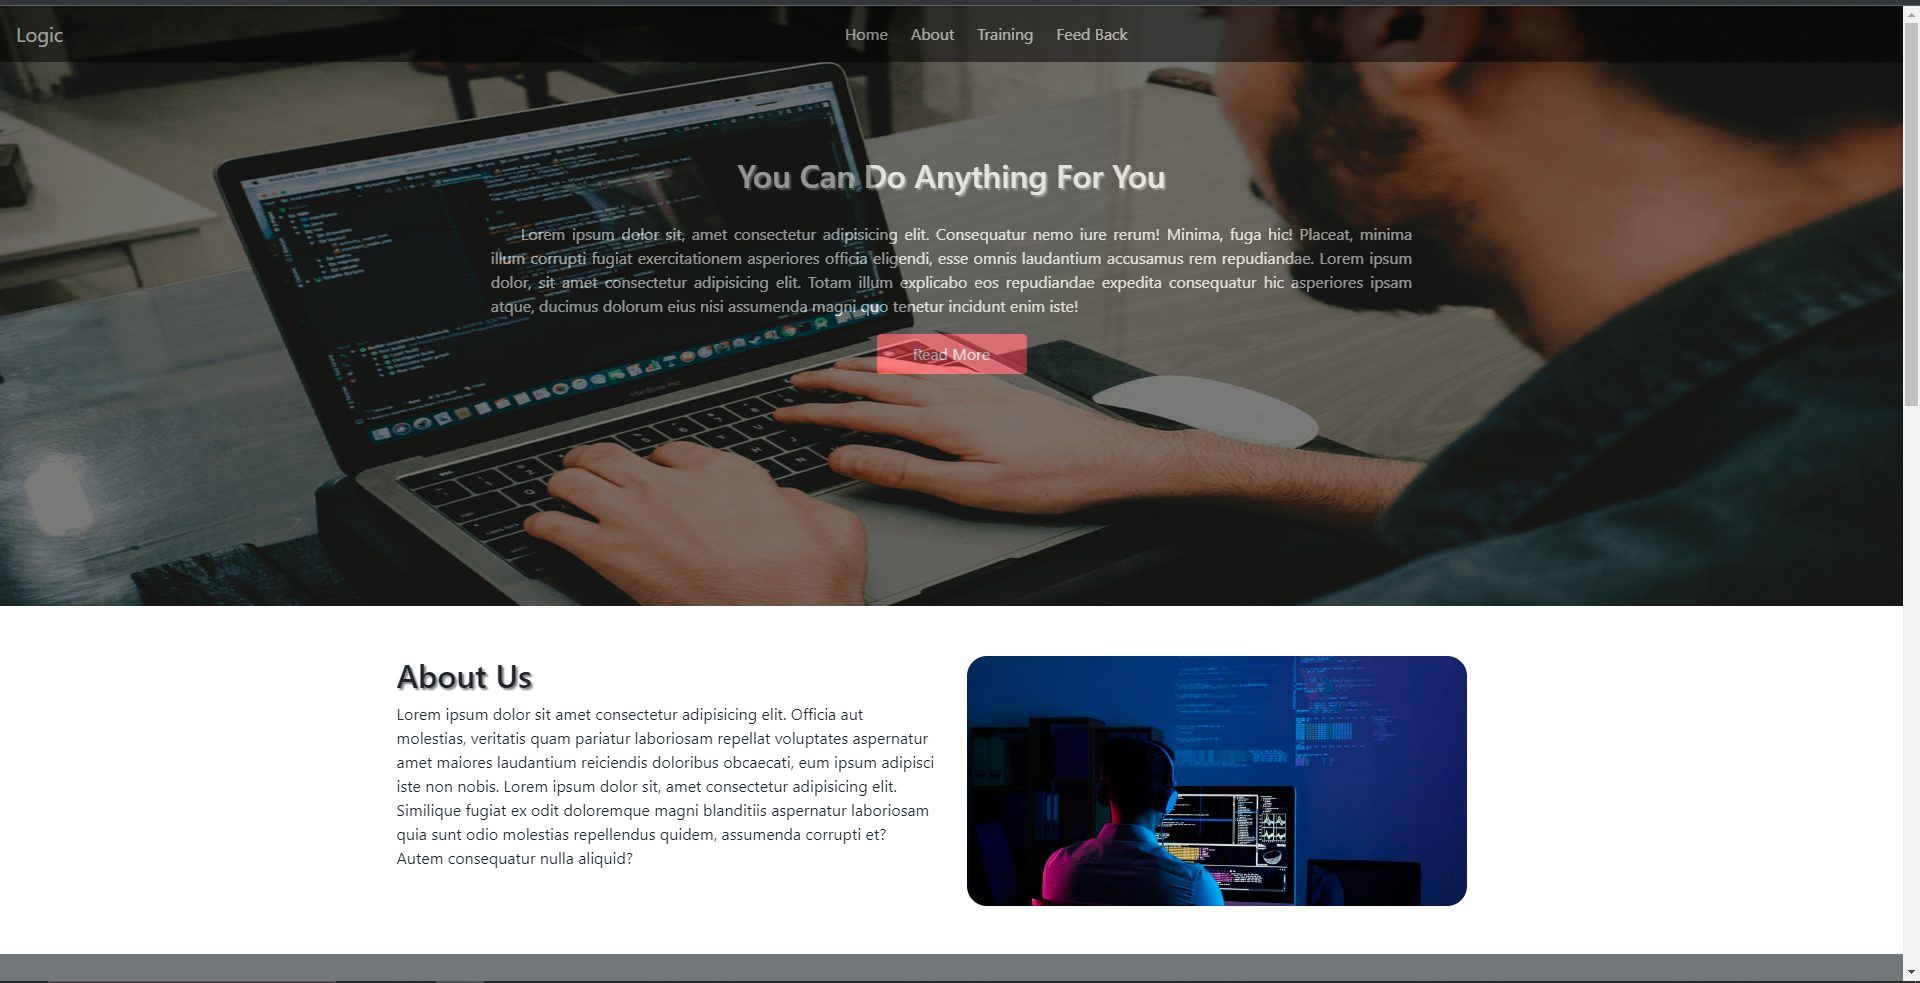 Logic
Home About Training Feed Back
You Can Do Anything For You
Lorem ipsum dolor sit, amet consectetur adipisicing elit. Consequatur nemo iure rerum! Minima, fuga hic! Placeat, minima
illum corrupti fugiat exercitationem asperiores officia eligendi, esse omnis laudantium accusamus rem repudiandae. Lorem ipsum
dolor, sit amet consectetur adipisicing elit. Totam illum explicabo eos repudiandae expedita consequatur hic asperiores ipsam
atque, ducimus dolorum eius nisi assumenda magni quo tenetur incidunt enim iste!
Read More
About Us
Lorem ipsum dolor sit amet consectetur adipisicing elit. Officia aut
molestias, veritatis quam pariatur laboriosam repellat voluptates aspernatur
amet maiores laudantium reiciendis doloribus obcaecati, eum ipsum adipisci
iste non nobis. Lorem ipsum dolor sit, amet consectetur adipisicing elit.
Similique fugiat ex odit doloremque magni blanditiis aspernatur laboriosam
quia sunt odio molestias repellendus quidem, assumenda corrupti et?
Autem consequatur nulla aliquid?